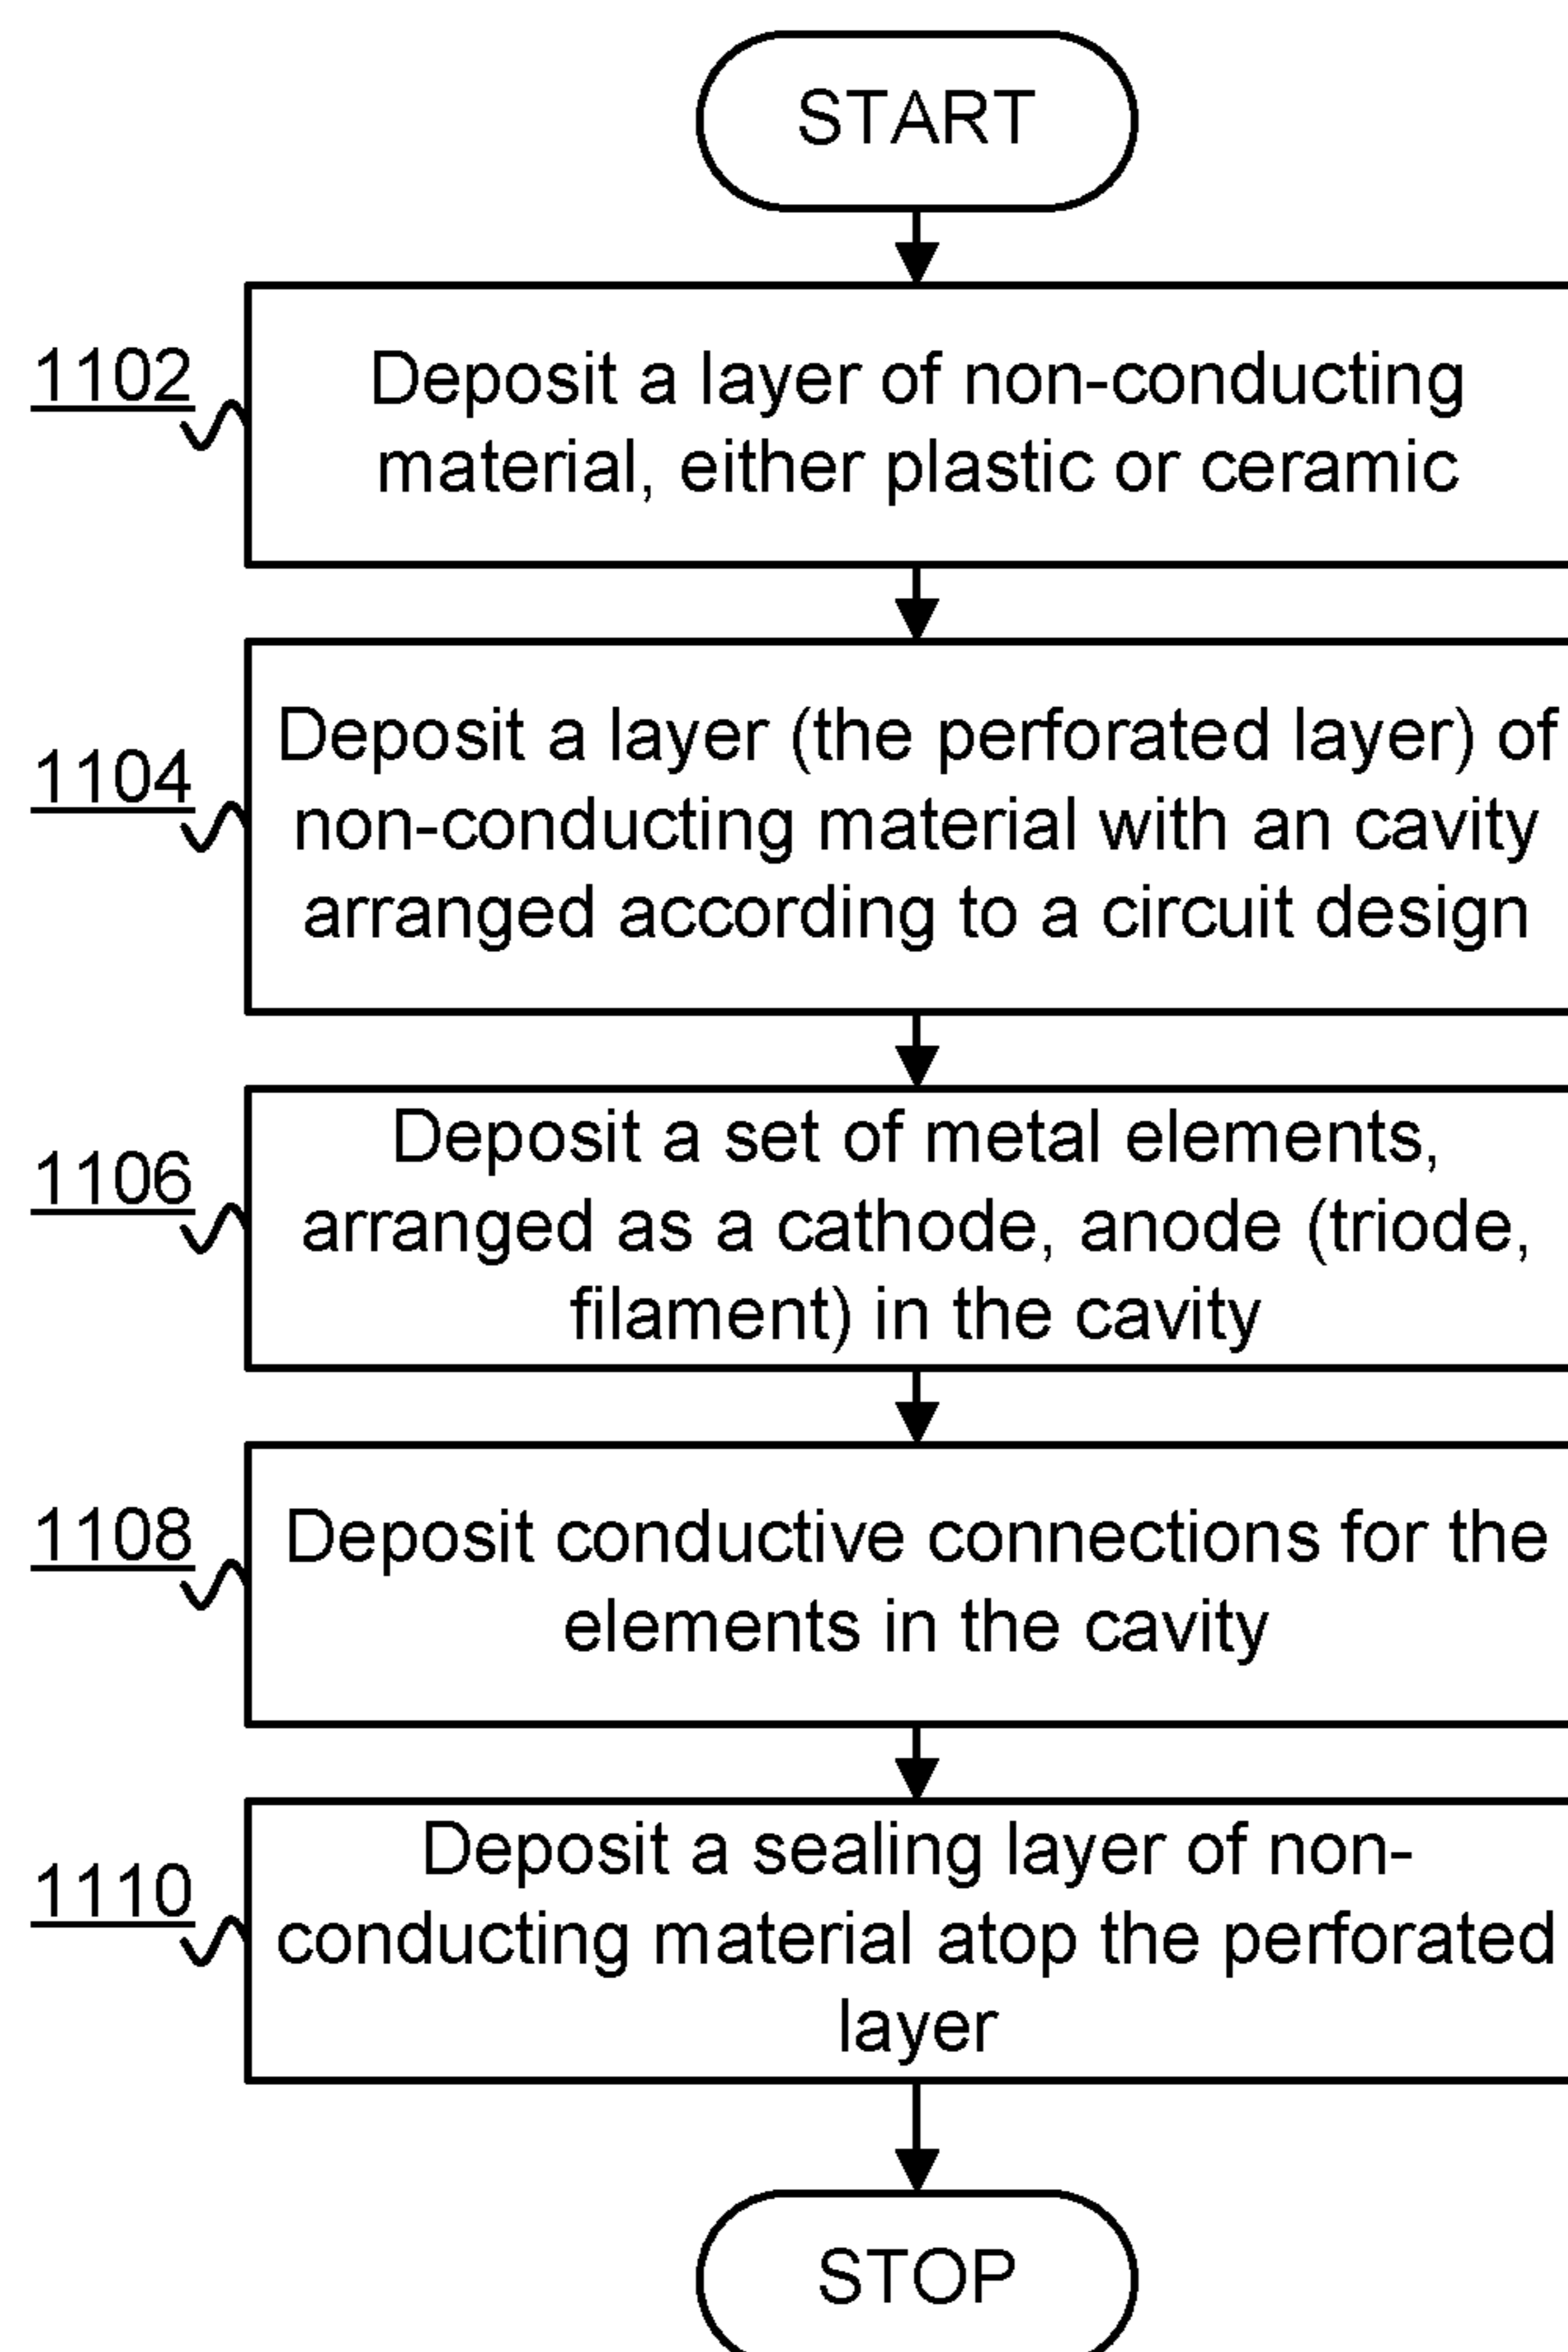 START
1102
Deposit a layer of non-conducting
material, either plastic or ceramic
1104
Deposit a layer (the perforated layer) of
non-conducting material with an cavity
arranged according to a circuit design
1106
Deposit a set of metal elements,
arranged as a cathode, anode (triode,
filament) in the cavity
1108
Deposit conductive connections for the
elements in the cavity
1110
Deposit a sealing layer of non-
conducting material atop the perforated
layer
STOP